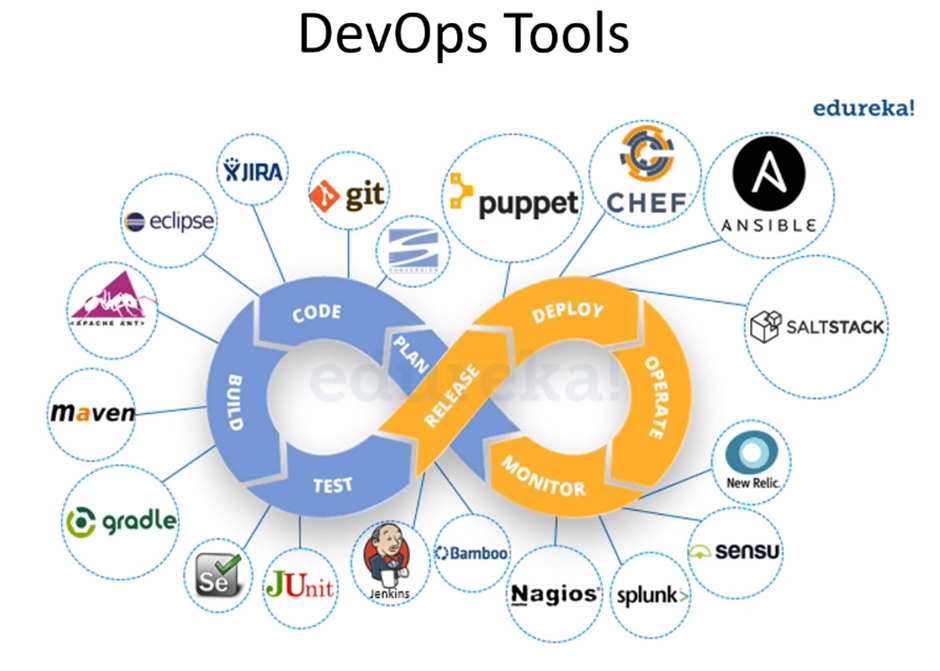 DevOps Tools
edureka!
JIRA
git
puppet
CHEF
ANSIBLE
eclipse
SUBVERSION
<APACHE ANT>
SALTSTACK
CODE
PLAN
DEPLOY
edureka!
BUILD
RELEASE
OPERATE
maven
TEST
MONITOR
New Relic.
gradle
Se
JUnit
Jenkins
Bamboo
Nagios®
splunk>
sensu